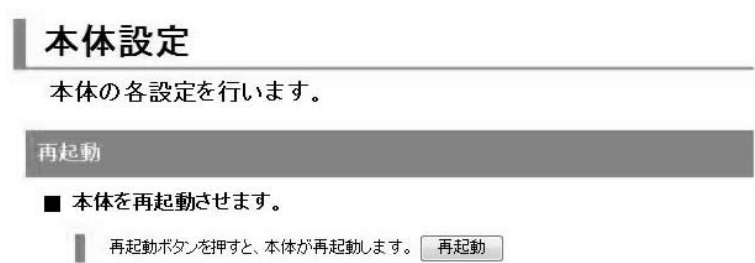 本体設定
本体の各設定を行います。
再起動
■ 本体を再起動させます。
再起動ボタンを押すと、本体が再起動します。 再起動